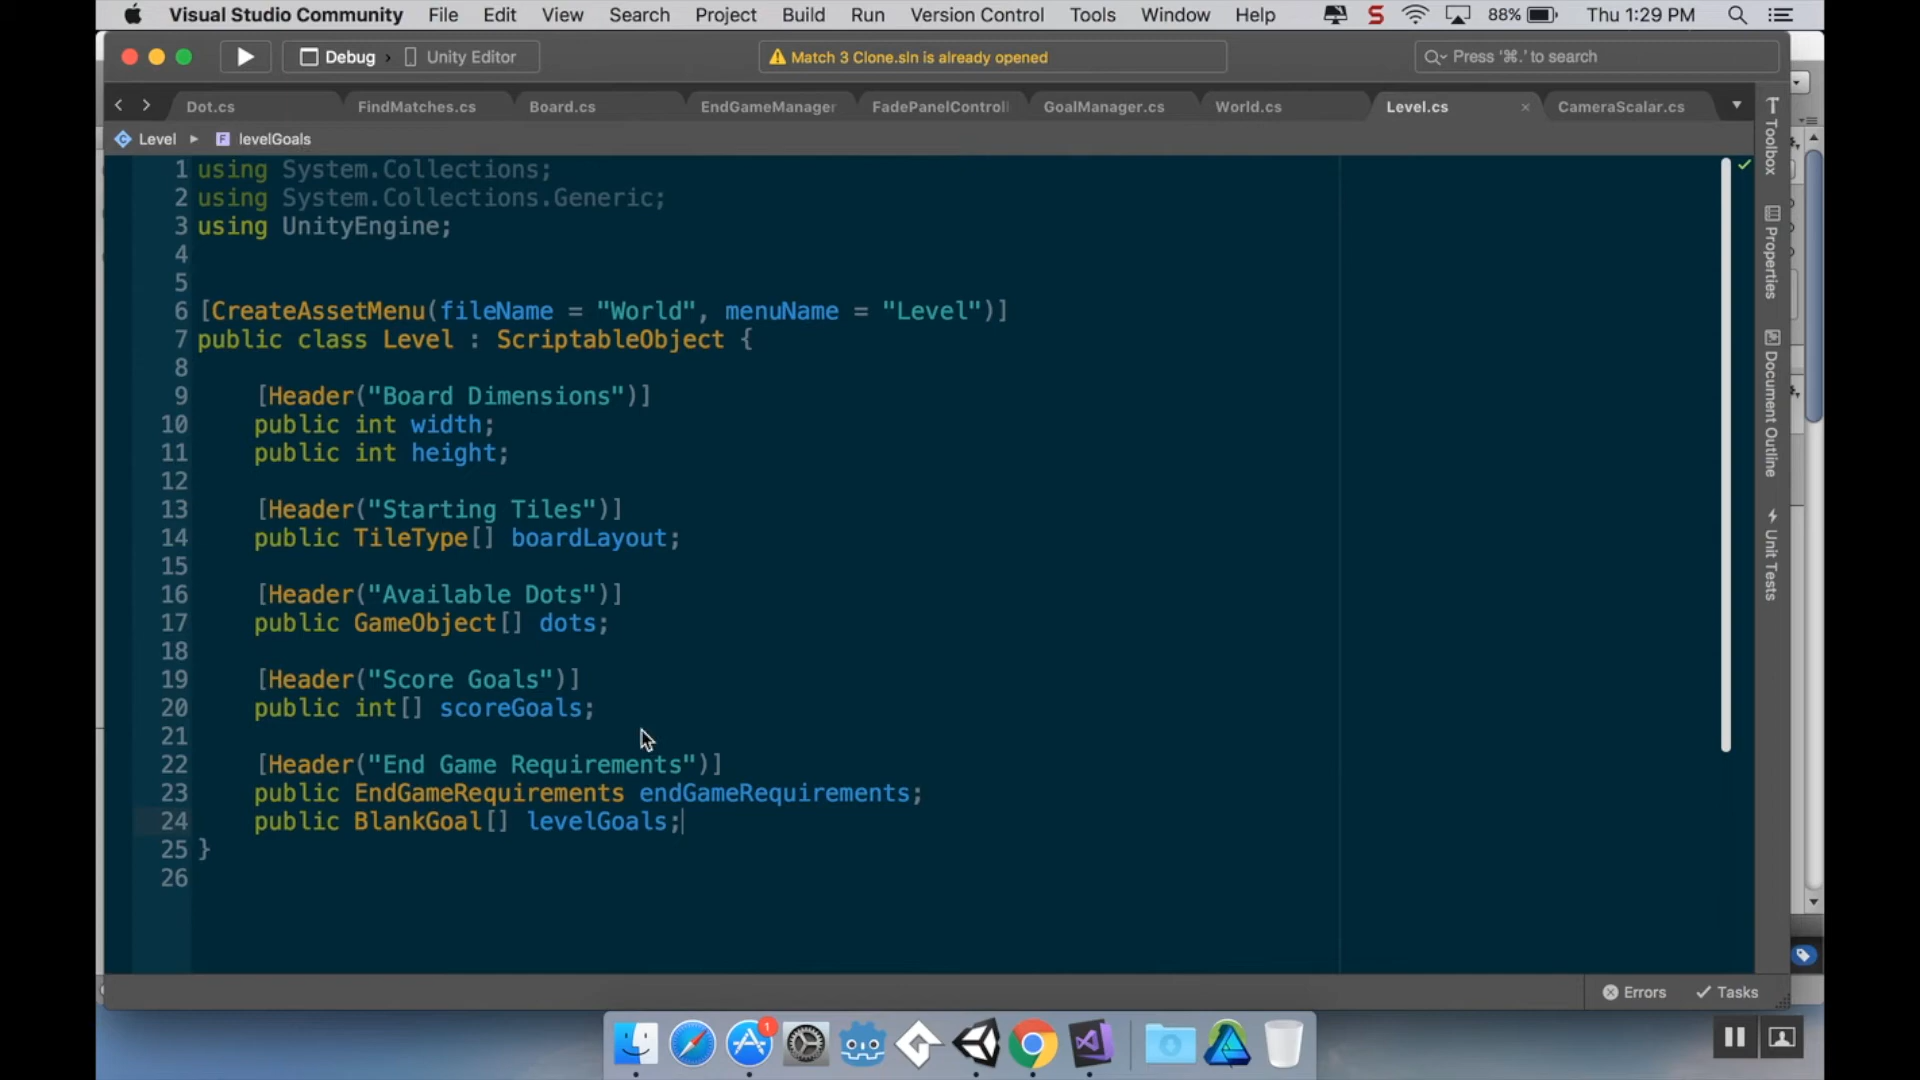 Visual Studio Community File Edit View Search Project Build Run Version Control Tools Window Help S 88% Thu 1:29 PM
Debug › Unity Editor Match 3 Clone.sln is already opened Press '⌘.' to search
Dot.cs FindMatches.cs Board.cs EndGameManager FadePanelControll GoalManager.cs World.cs Level.cs × CameraScalar.cs
Level ▸ F levelGoals
1 using System.Collections;
2 using System.Collections.Generic;
3 using UnityEngine;
4
5
6 [CreateAssetMenu(fileName = "World", menuName = "Level")]
7 public class Level : ScriptableObject {
8
9 [Header("Board Dimensions")]
10 public int width;
11 public int height;
12
13 [Header("Starting Tiles")]
14 public TileType[] boardLayout;
15
16 [Header("Available Dots")]
17 public GameObject[] dots;
18
19 [Header("Score Goals")]
20 public int[] scoreGoals;
21
22 [Header("End Game Requirements")]
23 public EndGameRequirements endGameRequirements;
24 public BlankGoal[] levelGoals;
25 }
26
Toolbox
Properties
Document Outline
Unit Tests
Errors Tasks
1